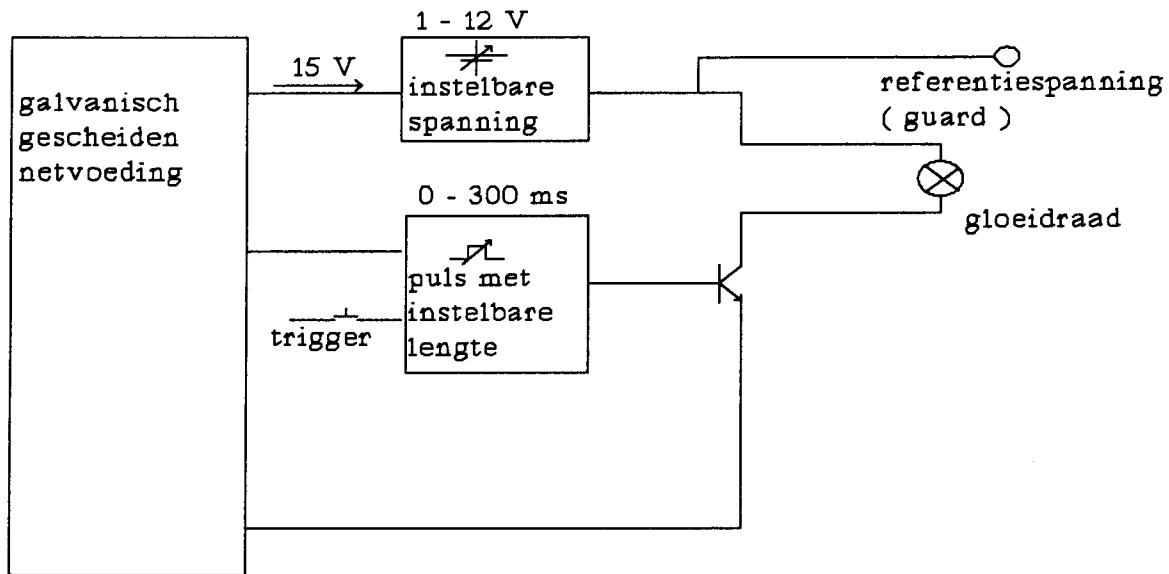 1 - 12 V
15 V
instelbare
spanning
galvanisch
gescheiden
netvoeding
referentiespanning
( guard )
gloeidraad
0 - 300 ms
puls met
instelbare
lengte
trigger